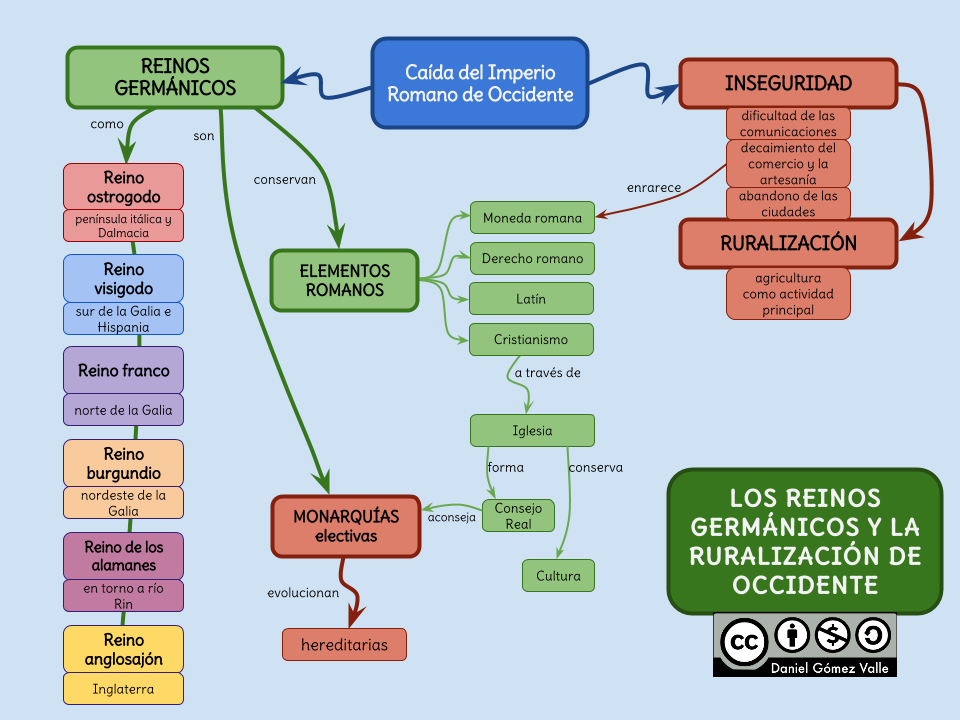 Caída del Imperio
Romano de Occidente
REINOS
GERMÁNICOS
como
Reino
ostrogodo
península itálica y
Dalmacia
Reino
visigodo
sur de la Galia e
Hispania
Reino franco
norte de la Galia
Reino
burgundio
nordeste de la
Galia
Reino de los
alamanes
en torno a río
Rin
Reino
anglosajón
Inglaterra
son
conservan
ELEMENTOS
ROMANOS
Moneda romana
Derecho romano
Latín
Cristianismo
a través de
Iglesia
forma
conserva
Consejo
Real
aconseja
Cultura
MONARQUÍAS
electivas
evolucionan
hereditarias
INSEGURIDAD
dificultad de las
comunicaciones
decaimiento del
comercio y la
artesanía
abandono de las
ciudades
enrarece
RURALIZACIÓN
agricultura
como actividad
principal
LOS REINOS
GERMÁNICOS Y LA
RURALIZACIÓN DE
OCCIDENTE
cc
Daniel Gómez Valle